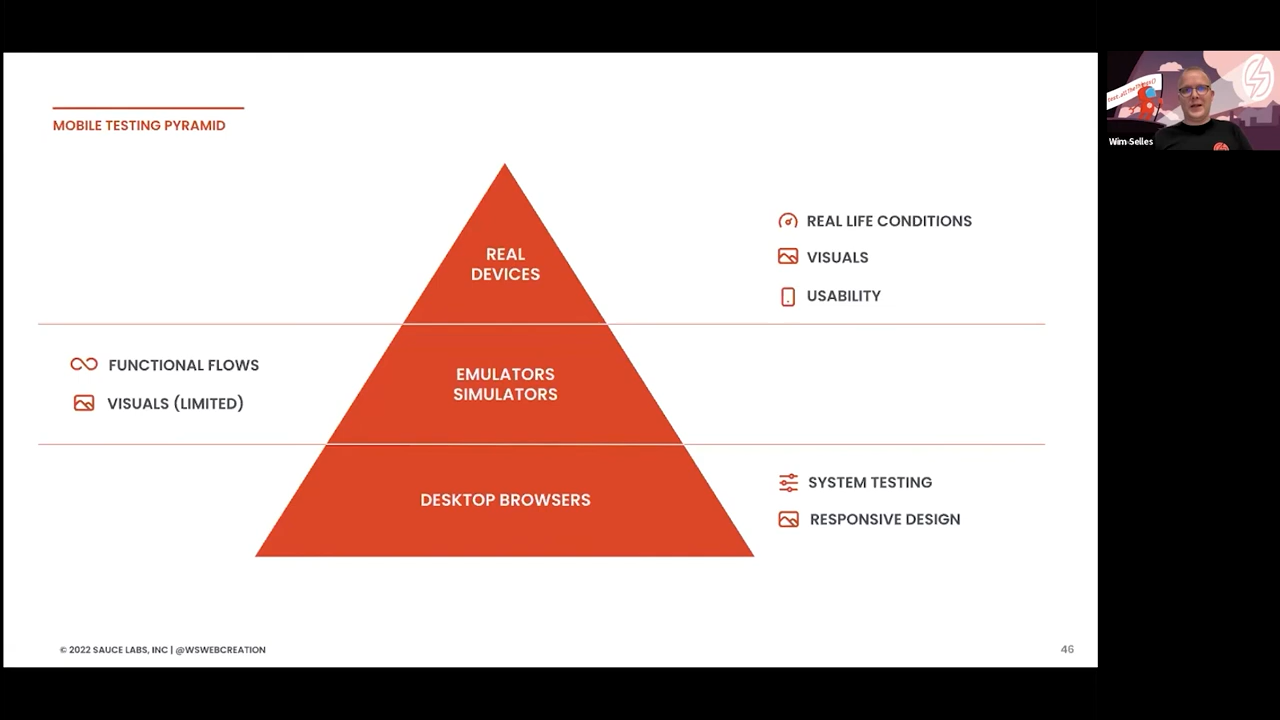 MOBILE TESTING PYRAMID
REAL
DEVICES
REAL LIFE CONDITIONS
VISUALS
USABILITY
FUNCTIONAL FLOWS
VISUALS (LIMITED)
EMULATORS
SIMULATORS
DESKTOP BROWSERS
SYSTEM TESTING
RESPONSIVE DESIGN
© 2022 SAUCE LABS, INC | @WSWEBCREATION
46
Wim Selles